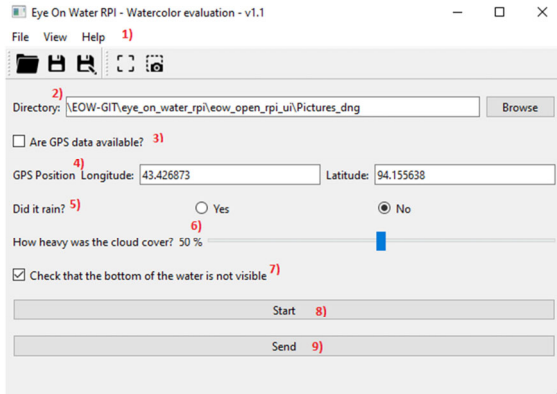 Eye On Water RPI - Watercolor evaluation - v1.1
File View Help 1)
2)
Directory: \EOW-GIT\eye_on_water_rpi\eow_open_rpi_ui\Pictures_dng Browse
Are GPS data available? 3)
4)
GPS Position Longitude: 43.426873 Latitude: 94.155638
Did it rain? 5) Yes No
6)
How heavy was the cloud cover? 50 %
Check that the bottom of the water is not visible 7)
Start 8)
Send 9)